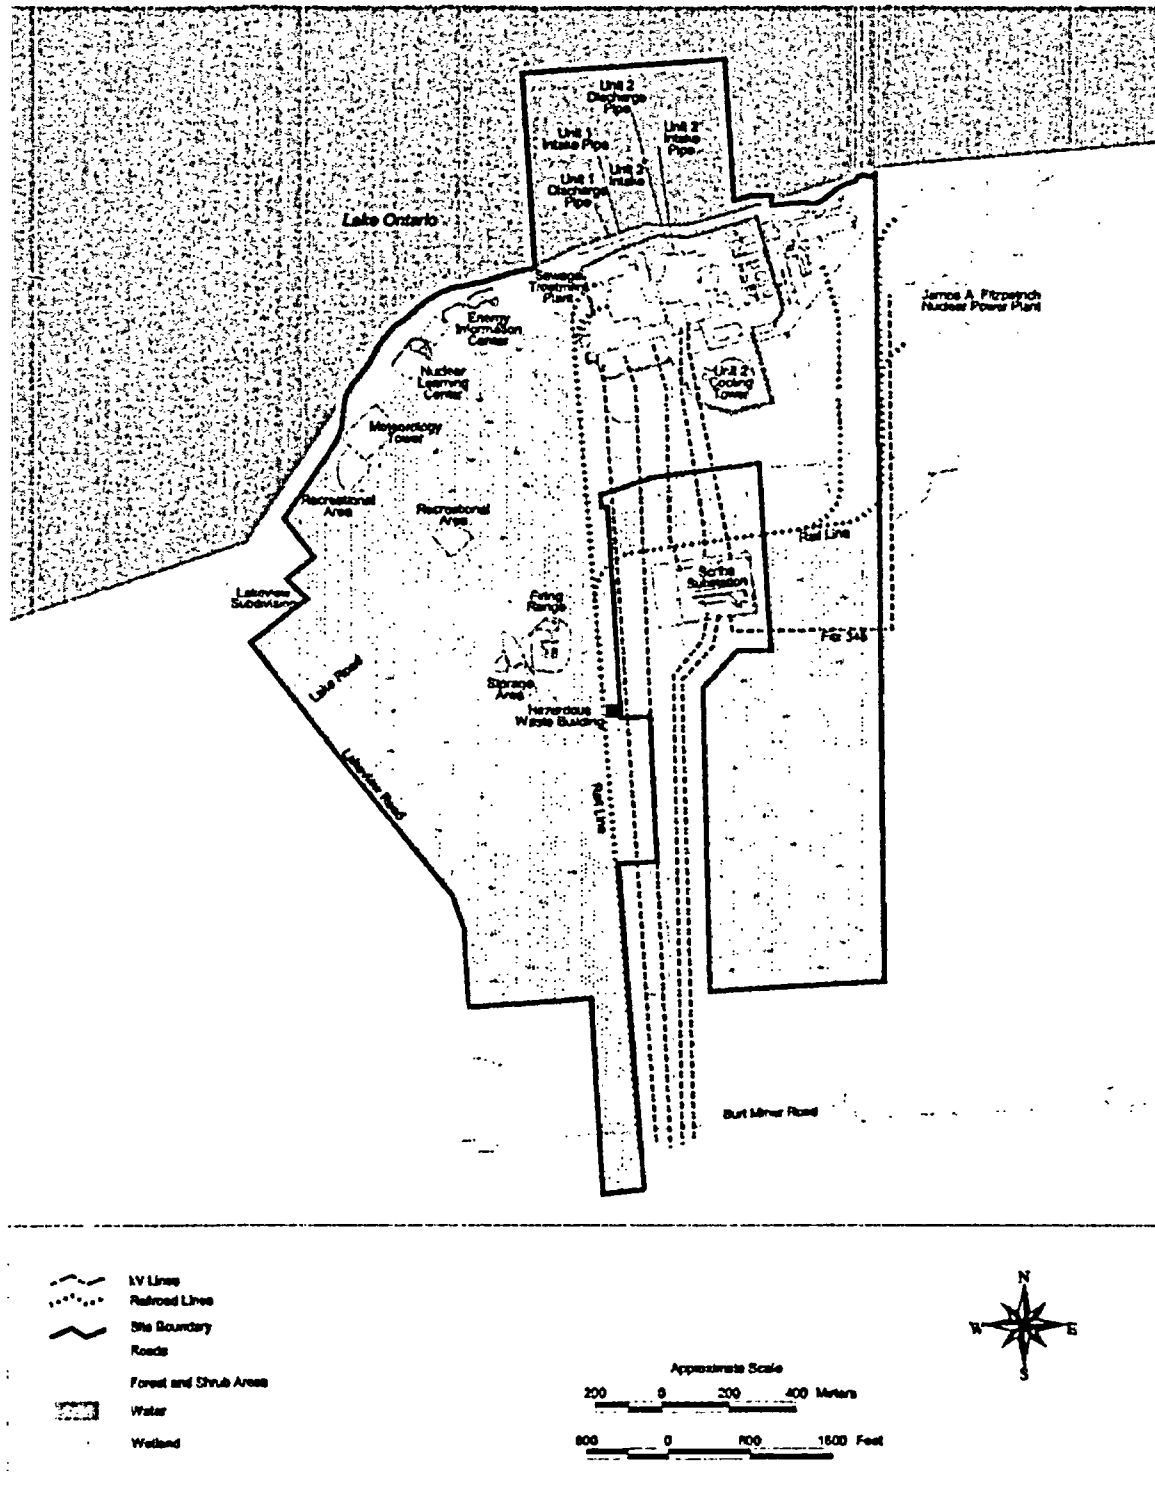 Unit 2
Discharge
Pipe
Unit 1
Intake Pipe
Unit 2
Intake
Pipe
Unit 1
Discharge
Pipe
Unit 2
Intake
Lake Ontario
Sewage
Treatment
Plant
James A. Fitzpatrick
Nuclear Power Plant
Energy
Information
Center
Nuclear
Learning
Center
Unit 2
Cooling
Tower
Meteorology
Tower
Recreational
Area
Recreational
Area
Rail Line
Scriba
Substation
Lakeview
Subdivision
Firing
Range
Fitz 345
Lake Road
Storage
Area
Hazardous
Waste Building
Lakeview Road
Rail Line
Burt Miner Road
kV Lines
Railroad Lines
Site Boundary
Roads
Forest and Shrub Areas
Water
Wetland
N
W E
S
Approximate Scale
200 0 200 400 Meters
800 0 800 1600 Feet